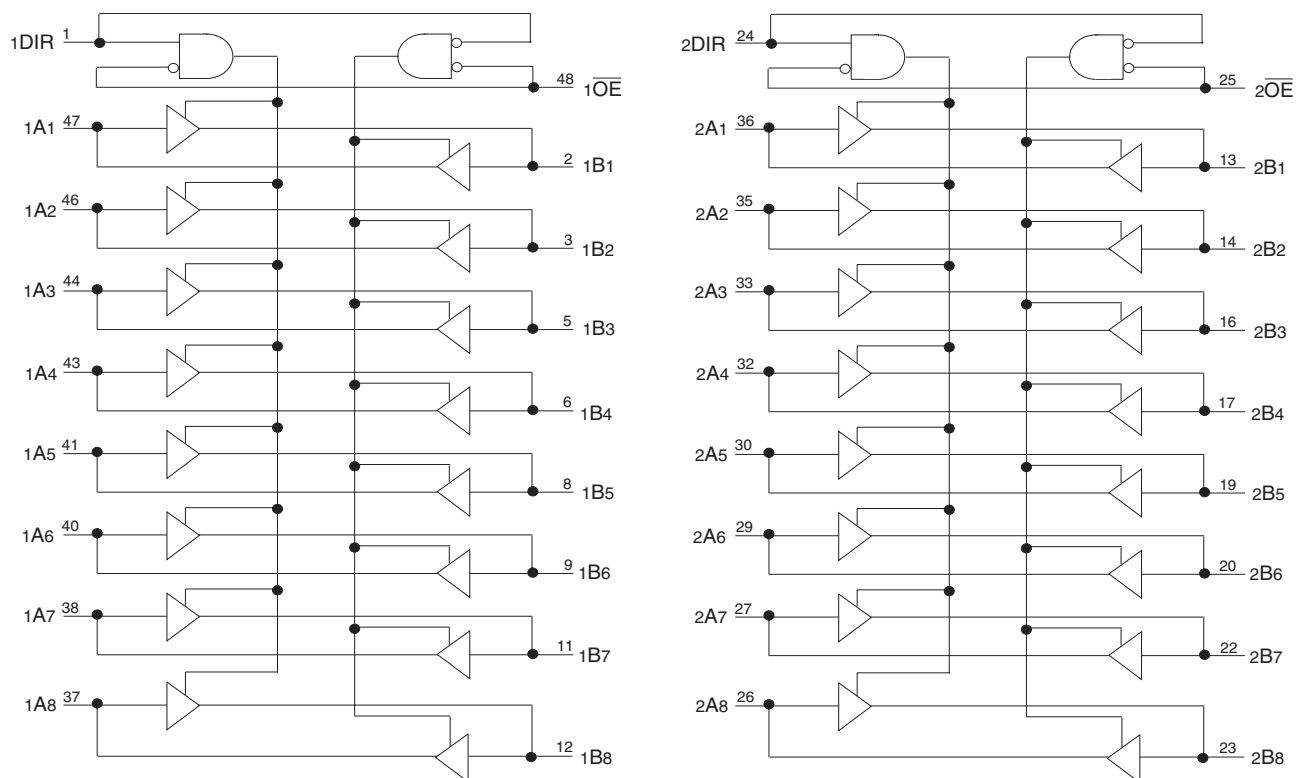 1DIR 1
48 1OE
1A1 47
2 1B1
1A2 46
3 1B2
1A3 44
5 1B3
1A4 43
6 1B4
1A5 41
8 1B5
1A6 40
9 1B6
1A7 38
11 1B7
1A8 37
12 1B8
2DIR 24
25 2OE
2A1 36
13 2B1
2A2 35
14 2B2
2A3 33
16 2B3
2A4 32
17 2B4
2A5 30
19 2B5
2A6 29
20 2B6
2A7 27
22 2B7
2A8 26
23 2B8